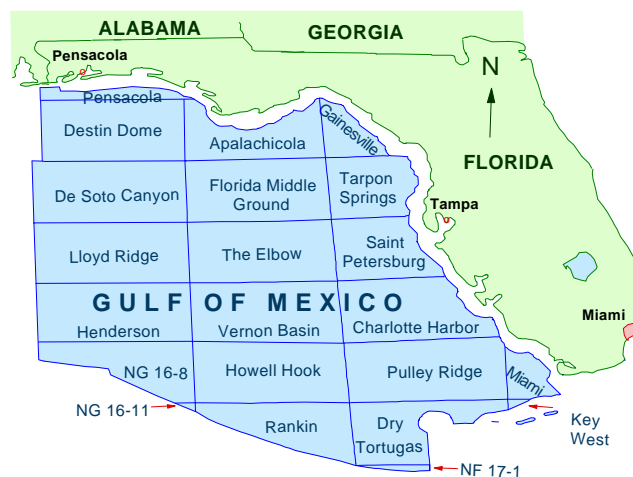 ALABAMA
GEORGIA
Pensacola
N
Pensacola
Destin Dome
Apalachicola
Gainesville
FLORIDA
De Soto Canyon
Florida Middle
Ground
Tarpon
Springs
Tampa
Lloyd Ridge
The Elbow
Saint
Petersburg
GULF OF MEXICO
Miami
Henderson
Vernon Basin
Charlotte Harbor
NG 16-8
Howell Hook
Pulley Ridge
Miami
NG 16-11
Rankin
Dry
Tortugas
Key
West
NF 17-1